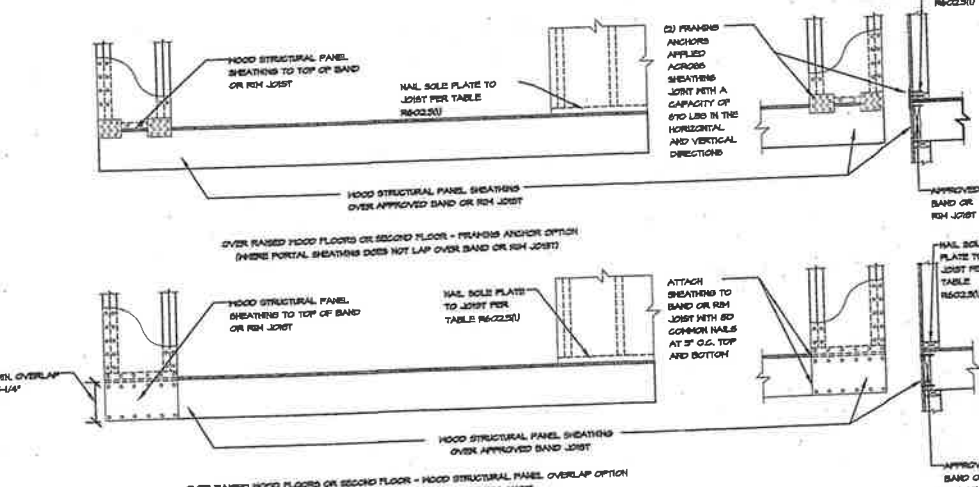 R602.3(1)
WOOD STRUCTURAL PANEL
SHEATHING TO TOP OF BAND
OR RIM JOIST
NAIL SOLE PLATE TO
JOIST PER TABLE
R602.3(1)
(2) FRAMING
ANCHORS
APPLIED
ACROSS
SHEATHING
JOINT WITH A
CAPACITY OF
670 LBS IN THE
HORIZONTAL
AND VERTICAL
DIRECTIONS
WOOD STRUCTURAL PANEL SHEATHING
OVER APPROVED BAND OR RIM JOIST
APPROVED
BAND OR
RIM JOIST
OVER RAISED WOOD FLOORS OR SECOND FLOOR - FRAMING ANCHOR OPTION
(WHERE PORTAL SHEATHING DOES NOT LAP OVER BAND OR RIM JOIST)
WOOD STRUCTURAL PANEL
SHEATHING TO TOP OF BAND
OR RIM JOIST
NAIL SOLE PLATE
TO JOIST PER
TABLE R602.3(1)
ATTACH
SHEATHING TO
BAND OR RIM
JOIST WITH 8D
COMMON NAILS
AT 3" O.C. TOP
AND BOTTOM
NAIL SOLE
PLATE TO
JOIST PER
TABLE
R602.3(1)
IN. OVERLAP
-1/4"
WOOD STRUCTURAL PANEL SHEATHING
OVER APPROVED BAND JOIST
APPROV
BAND O
RAISED WOOD FLOORS OR SECOND FLOOR - WOOD STRUCTURAL PANEL OVERLAP OPTION